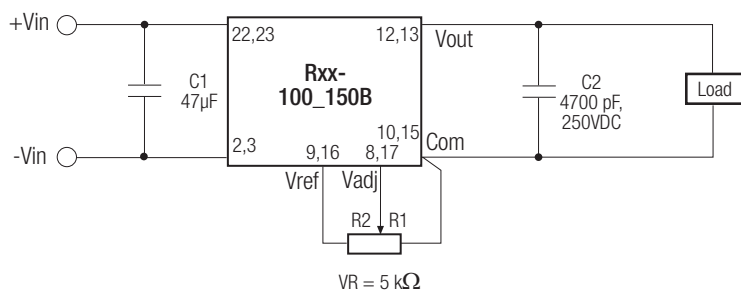 +Vin
22,23
12,13
Vout
Rxx-
100_150B
C1
47µF
C2
4700 pF,
250VDC
Load
10,15
Com
-Vin
2,3
9,16
8,17
Vref
Vadj
R2
R1
VR = 5 kΩ